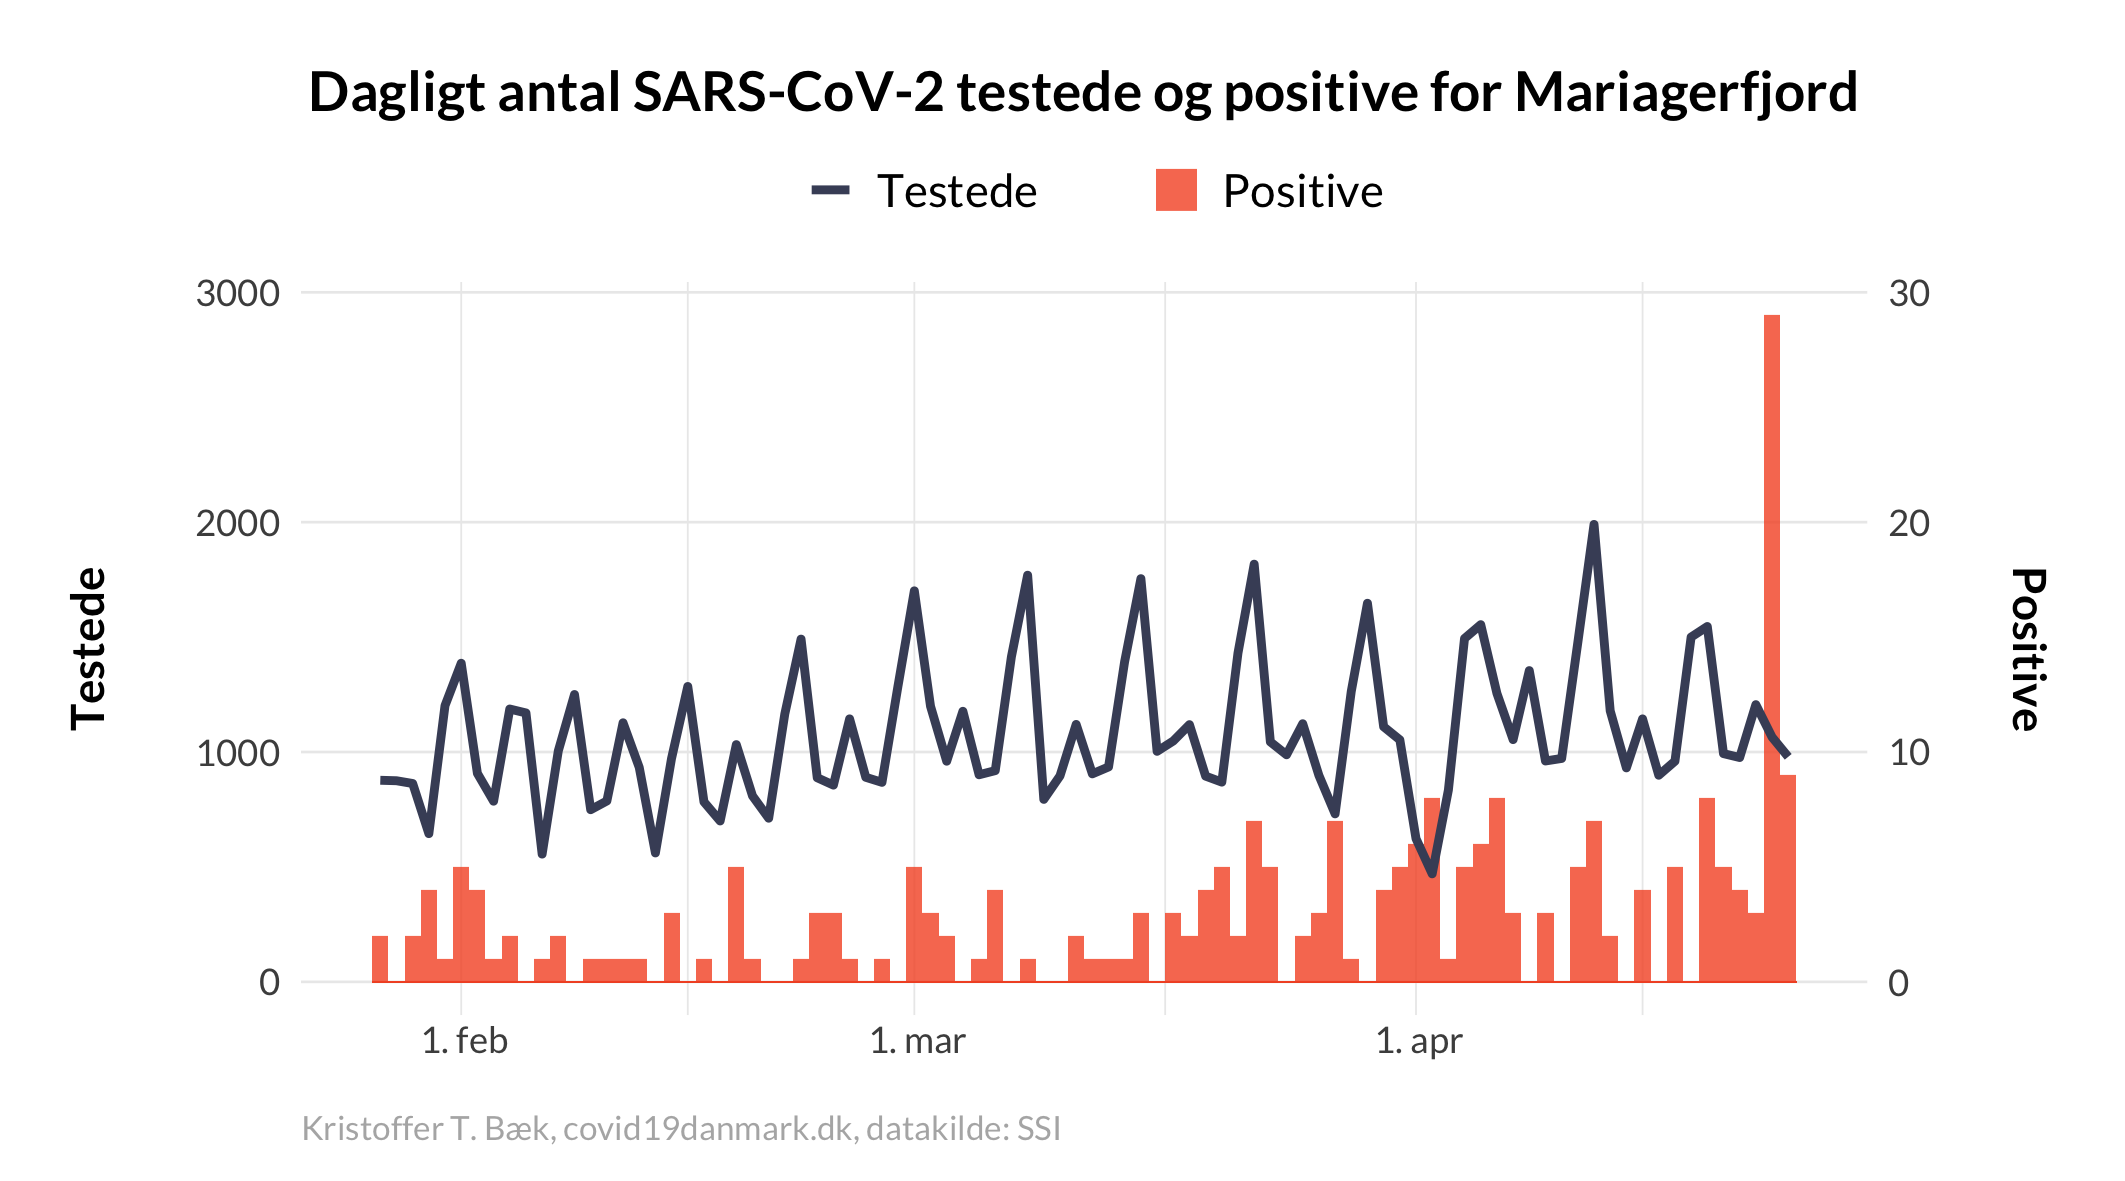 Dagligt antal SARS-CoV-2 testede og positive for Mariagerfjord
Testede Positive
3000 30
2000 20
1000 10
0 0
Testede
Positive
1. feb 1. mar 1. apr
Kristoffer T. Bæk, covid19danmark.dk, datakilde: SSI